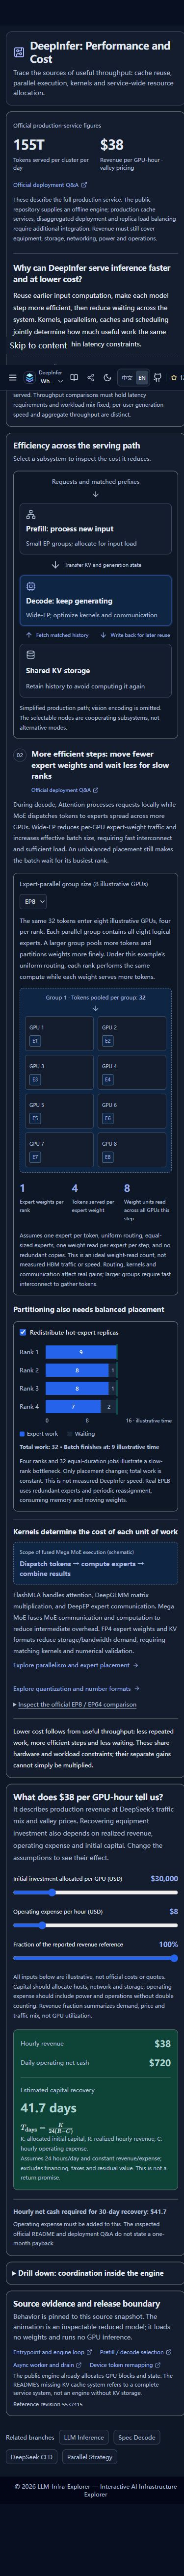 DeepInfer: Performance and
Cost
Trace the sources of useful throughput: cache reuse,
parallel execution, kernels and service-wide resource
allocation.
Official production-service figures
155T
Tokens served per cluster per
day
$38
Revenue per GPU-hour ·
valley pricing
Official deployment Q&A
These describe the full production service. The public
repository supplies an offline engine; production cache
services, disaggregated deployment and replica load balancing
require additional integration. Revenue must still cover
equipment, storage, networking, power and operations.
Why can DeepInfer serve inference faster
and at lower cost?
Reuse earlier input computation, make each model
step more efficient, then reduce waiting across the
system. Kernels, parallelism, caches and scheduling
jointly determine how much useful work the same
Skip to content
hin latency constraints.
DeepInfer
Wh...
中文
EN
served. Throughput comparisons must hold latency
requirements and workload mix fixed; per-user generation
speed and aggregate throughput are distinct.
Efficiency across the serving path
Select a subsystem to inspect the cost it reduces.
Requests and matched prefixes
Prefill: process new input
Small EP groups; allocate for input load
Transfer KV and generation state
Decode: keep generating
Wide-EP; optimize kernels and communication
Fetch matched history
Write back for later reuse
Shared KV storage
Retain history to avoid computing it again
Simplified production path; vision encoding is omitted.
The selectable nodes are cooperating subsystems, not
alternative modes.
02
More efficient steps: move fewer
expert weights and wait less for slow
ranks
Official deployment Q&A
During decode, Attention processes requests locally while
MoE dispatches tokens to experts spread across more
GPUs. Wide-EP reduces per-GPU expert-weight traffic and
increases effective batch size, requiring fast interconnect
and sufficient load. An unbalanced placement still makes
the batch wait for its busiest rank.
Expert-parallel group size (8 illustrative GPUs)
EP8
The same 32 tokens enter eight illustrative GPUs, four
per rank. Each parallel group contains all eight logical
experts. A larger group pools more tokens and
partitions weights more finely. Under this example's
uniform routing, each rank performs the same
compute while each weight serves more tokens.
Group 1 · Tokens pooled per group: 32
GPU 1
E1
GPU 2
E2
GPU 3
E3
GPU 4
E4
GPU 5
E5
GPU 6
E6
GPU 7
E7
GPU 8
E8
1
Expert weights per
rank
4
Tokens served per
expert weight
8
Weight units read
across all GPUs this
step
Assumes one expert per token, uniform routing, equal-
sized experts, one weight read per expert per step, and no
redundant copies. This is an ideal weight-read count, not
measured HBM traffic or speed. Routing, kernels and
communication affect real gains; larger groups require fast
interconnect to gather tokens.
Partitioning also needs balanced placement
Redistribute hot-expert replicas
Rank 1
9
Rank 2
8
1
Rank 3
8
1
Rank 4
7
2
0
8
16 · illustrative time
Expert work
Waiting
Total work: 32 · Batch finishes at: 9 illustrative time
Four ranks and 32 equal-duration jobs illustrate a slow-
rank bottleneck. Only placement changes; total work is
constant. This is not measured DeepInfer speed. Real EPLB
uses redundant experts and periodic reassignment,
consuming memory and moving weights.
Kernels determine the cost of each unit of work
Scope of fused Mega MoE execution (schematic)
Dispatch tokens → compute experts →
combine results
FlashMLA handles attention, DeepGEMM matrix
multiplication, and DeepEP expert communication. Mega
MoE fuses MoE communication and computation to
reduce intermediate overhead. FP4 expert weights and KV
formats reduce storage/bandwidth demand, requiring
matching kernels and numerical validation.
Explore parallelism and expert placement →
Explore quantization and number formats →
Inspect the official EP8 / EP64 comparison
Lower cost follows from useful throughput: less repeated
work, more efficient steps and less waiting. These share
hardware and workload constraints; their separate gains
cannot simply be multiplied.
What does $38 per GPU-hour tell us?
It describes production revenue at DeepSeek's traffic
mix and valley prices. Recovering equipment
investment also depends on realized revenue,
operating expense and initial capital. Change the
assumptions to see their effect.
Initial investment allocated per GPU (USD)
$30,000
Operating expense per hour (USD)
$8
Fraction of the reported revenue reference
100%
All inputs below are illustrative, not official costs or quotes.
Capital should allocate hosts, network and storage; operating
expense should include power and operations without double
counting. Revenue fraction summarizes demand, price and
traffic mix, not GPU utilization.
Hourly revenue
$38
Daily operating net cash
$720
Estimated capital recovery
41.7 days
T_days = K / 24(R−C)
K: allocated initial capital; R: realized hourly revenue; C:
hourly operating expense.
Assumes 24 hours/day and constant revenue/expense;
excludes financing, taxes and residual value. This is not a
return promise.
Hourly net cash required for 30-day recovery: $41.7
Operating expense must be added to this. The inspected
official README and deployment Q&A do not state a one-
month payback.
Drill down: coordination inside the engine
Source evidence and release boundary
Behavior is pinned to this source snapshot. The
animation is an inspectable reduced model; it loads
no weights and runs no GPU inference.
Entrypoint and engine loop
Prefill / decode selection
Async worker and drain
Device token remapping
The public engine already allocates GPU blocks and state. The
README's missing KV cache system refers to a complete
service system, not an engine without KV storage.
Reference revision 5537415
Related branches
LLM Inference
Spec Decode
DeepSeek CED
Parallel Strategy
© 2026 LLM-Infra-Explorer — Interactive AI Infrastructure
Explorer